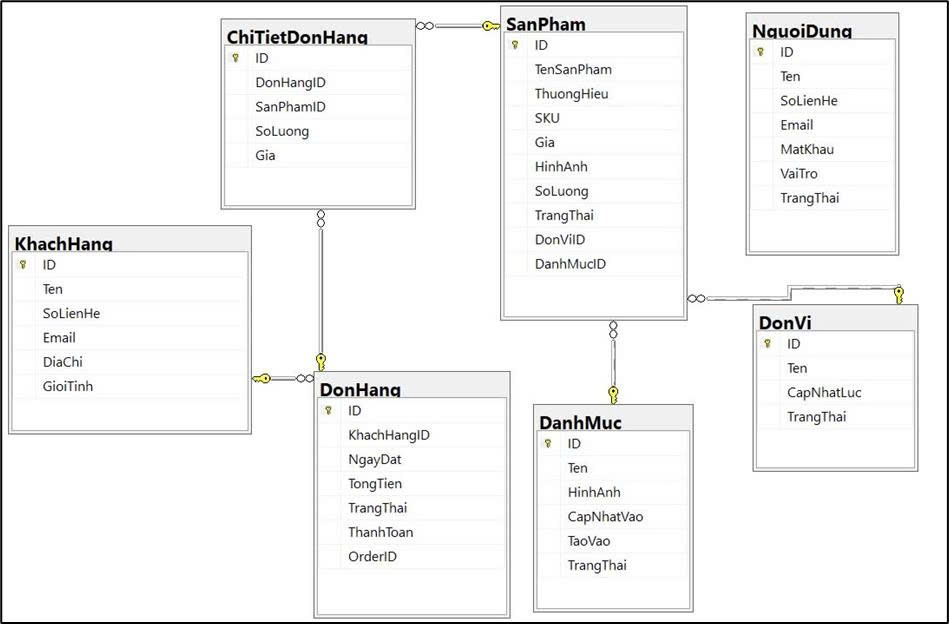 ChiTietDonHang
ID
DonHangID
SanPhamID
SoLuong
Gia
SanPham
ID
TenSanPham
ThuongHieu
SKU
Gia
HinhAnh
SoLuong
TrangThai
DonViID
DanhMucID
NguoiDung
ID
Ten
SoLienHe
Email
MatKhau
VaiTro
TrangThai
KhachHang
ID
Ten
SoLienHe
Email
DiaChi
GioiTinh
DonHang
ID
KhachHangID
NgayDat
TongTien
TrangThai
ThanhToan
OrderID
DanhMuc
ID
Ten
HinhAnh
CapNhatVao
TaoVao
TrangThai
DonVi
ID
Ten
CapNhatLuc
TrangThai